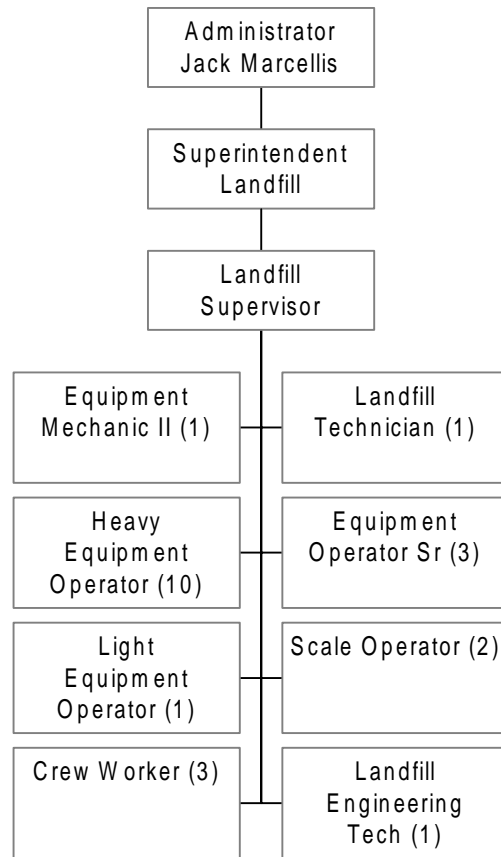 Administrator
Jack Marcellis
Superintendent
Landfill
Landfill
Supervisor
Equipment
Mechanic II (1)
Landfill
Technician (1)
Heavy
Equipment
Operator (10)
Equipment
Operator Sr (3)
Light
Equipment
Operator (1)
Scale Operator (2)
Crew Worker (3)
Landfill
Engineering
Tech (1)